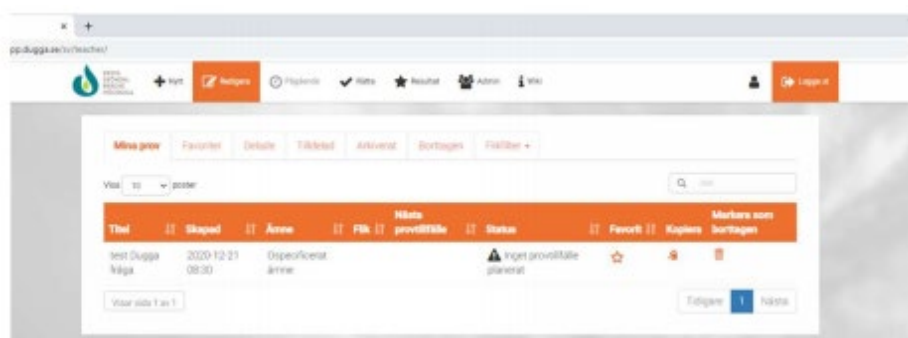 pp.dugga.se/sv/teacher/
Nytt Redigera Pågående Rätta Resultat Admin Wiki Logga ut
Mina prov Favoriter Delade Tilldelad Arkiverat Borttagen Flikfilter
Visa 10 poster
Titel Skapad Ämne Flik Nästa provtillfälle Status Favorit Kopiera Markera som borttagen
test Dugga fråga 2020-12-21 08:30 Ospecificerat ämne Inget provtillfälle planerat
Visar sida 1 av 1 Tidigare 1 Nästa